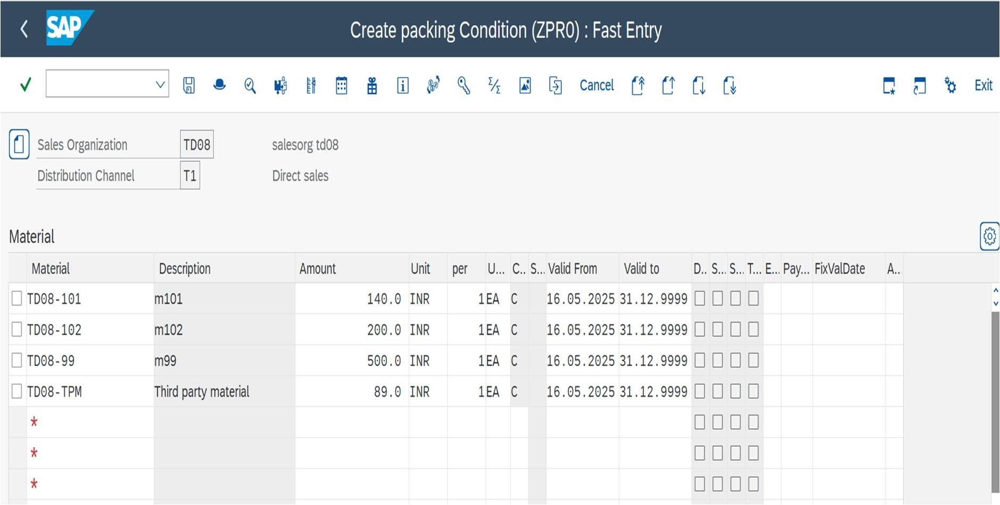 SAP
Create packing Condition (ZPR0) : Fast Entry
Cancel Exit
Sales Organization TD08 salesorg td08
Distribution Channel T1 Direct sales
Material
Material Description Amount Unit per U... C.. S... Valid From Valid to D.. S... S... T... E... Pay... FixValDate A...
TD08-101 m101 140.0 INR 1 EA C 16.05.2025 31.12.9999
TD08-102 m102 200.0 INR 1 EA C 16.05.2025 31.12.9999
TD08-99 m99 500.0 INR 1 EA C 16.05.2025 31.12.9999
TD08-TPM Third party material 89.0 INR 1 EA C 16.05.2025 31.12.9999
*
*
*